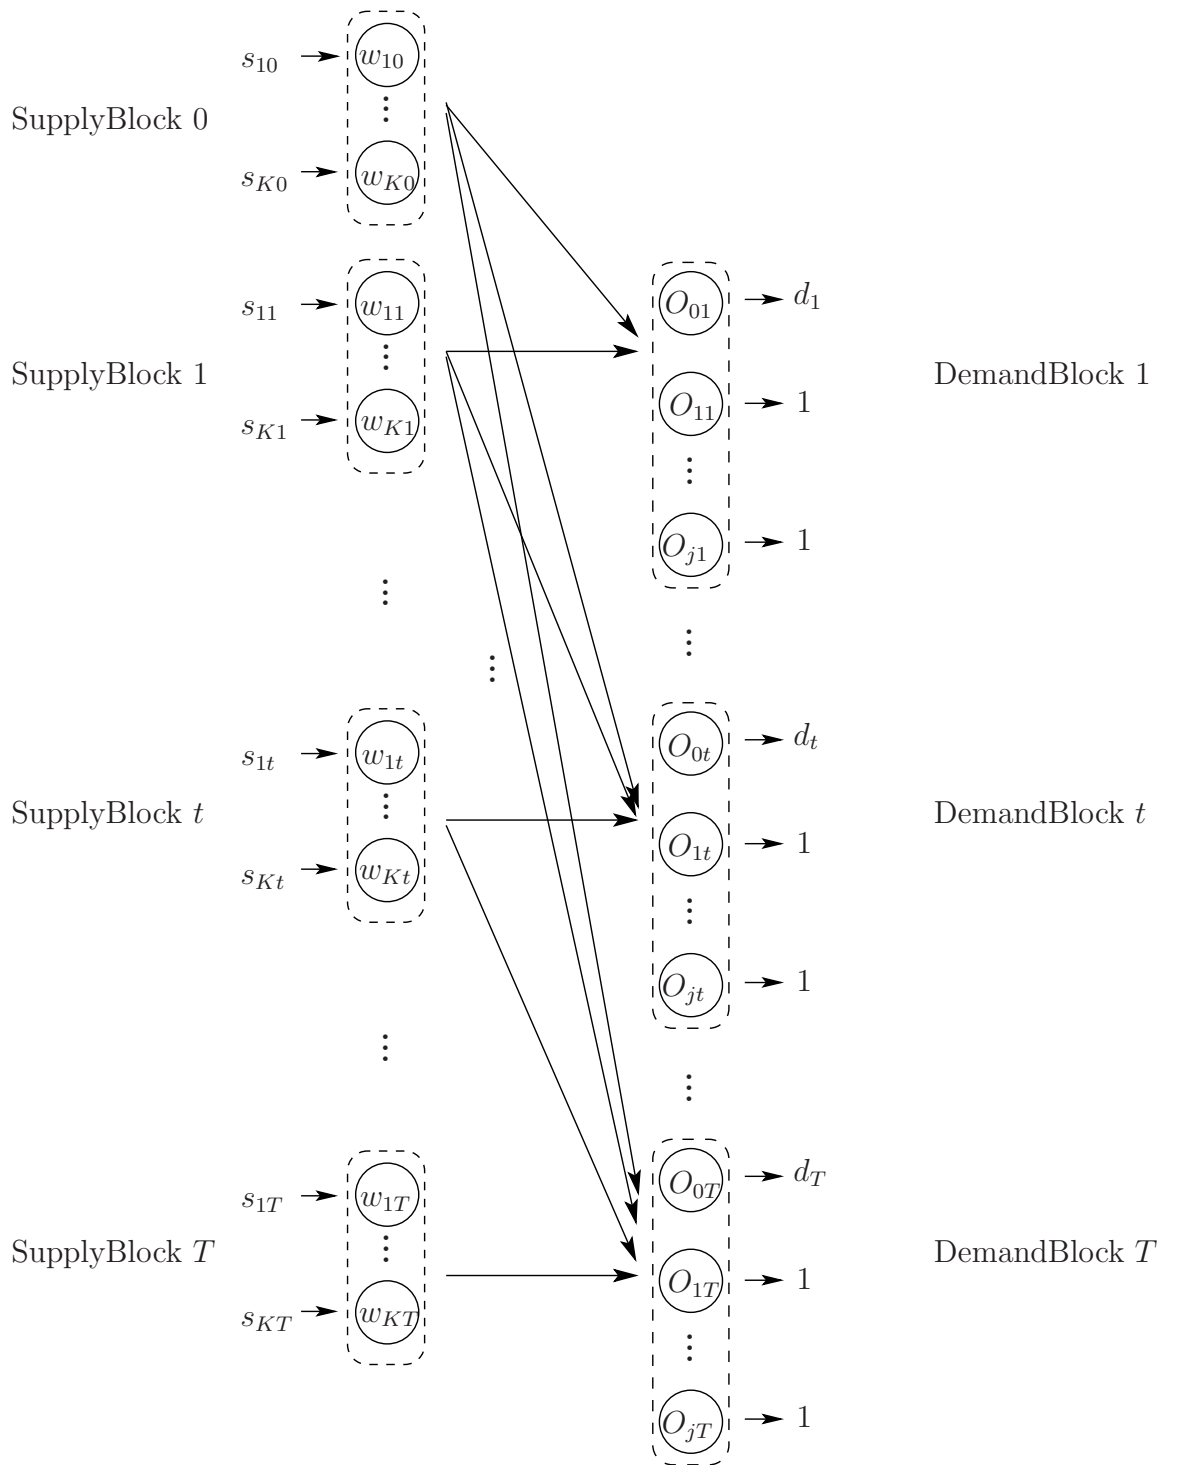 s_{10} w_{10}
SupplyBlock 0
s_{K0} w_{K0}
s_{11} w_{11} O_{01} d_1
SupplyBlock 1 DemandBlock 1
O_{11} 1
s_{K1} w_{K1}
O_{j1} 1
s_{1t} w_{1t} O_{0t} d_t
SupplyBlock t DemandBlock t
O_{1t} 1
s_{Kt} w_{Kt}
O_{jt} 1
s_{1T} w_{1T} O_{0T} d_T
SupplyBlock T DemandBlock T
O_{1T} 1
s_{KT} w_{KT}
O_{jT} 1